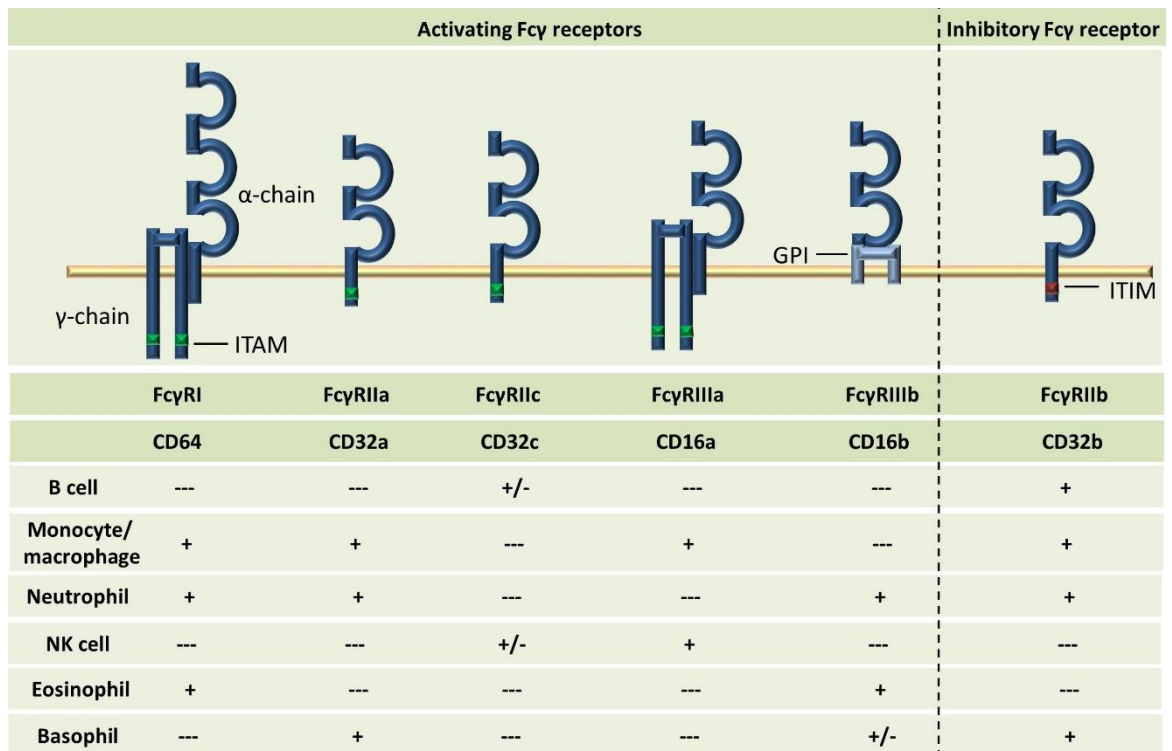 Activating Fcγ receptors Inhibitory Fcγ receptor
α-chain
GPI
γ-chain
ITAM
ITIM
FcγRI FcγRIIa FcγRIIc FcγRIIIa FcγRIIIb FcγRIIb
CD64 CD32a CD32c CD16a CD16b CD32b
B cell --- --- +/- --- --- +
Monocyte/
macrophage + + --- + --- +
Neutrophil + + --- --- + +
NK cell --- --- +/- + --- ---
Eosinophil + --- --- --- + ---
Basophil --- + --- --- +/- +